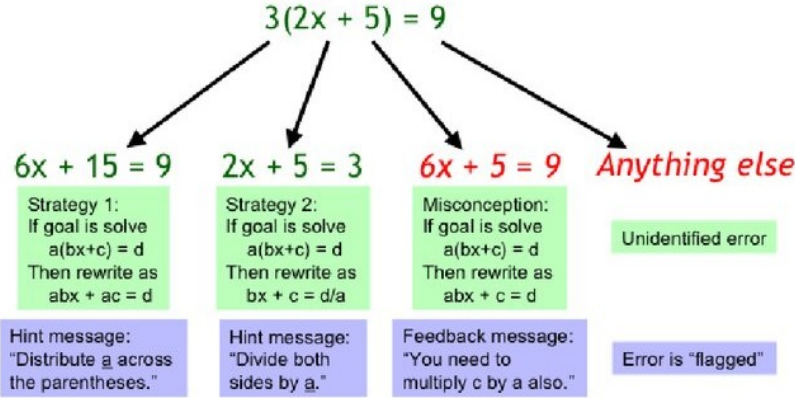 3(2x + 5) = 9
6x + 15 = 9
2x + 5 = 3
6x + 5 = 9
Anything else
Strategy 1:
If goal is solve
a(bx+c) = d
Then rewrite as
abx + ac = d
Strategy 2:
If goal is solve
a(bx+c) = d
Then rewrite as
bx + c = d/a
Misconception:
If goal is solve
a(bx+c) = d
Then rewrite as
abx + c = d
Unidentified error
Hint message:
“Distribute a across
the parentheses.”
Hint message:
“Divide both
sides by a.”
Feedback message:
“You need to
multiply c by a also.”
Error is “flagged”